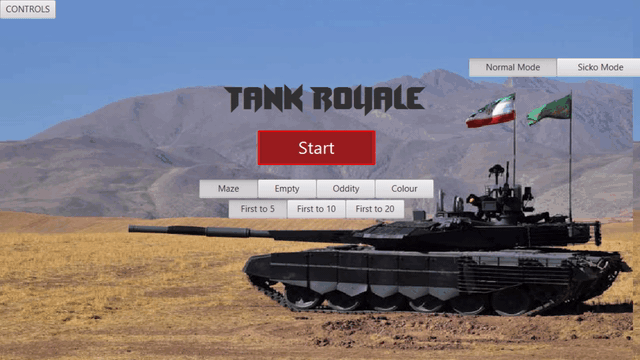 CONTROLS
Normal Mode Sicko Mode
TANK ROYALE
Start
Maze Empty Oddity Colour
First to 5 First to 10 First to 20